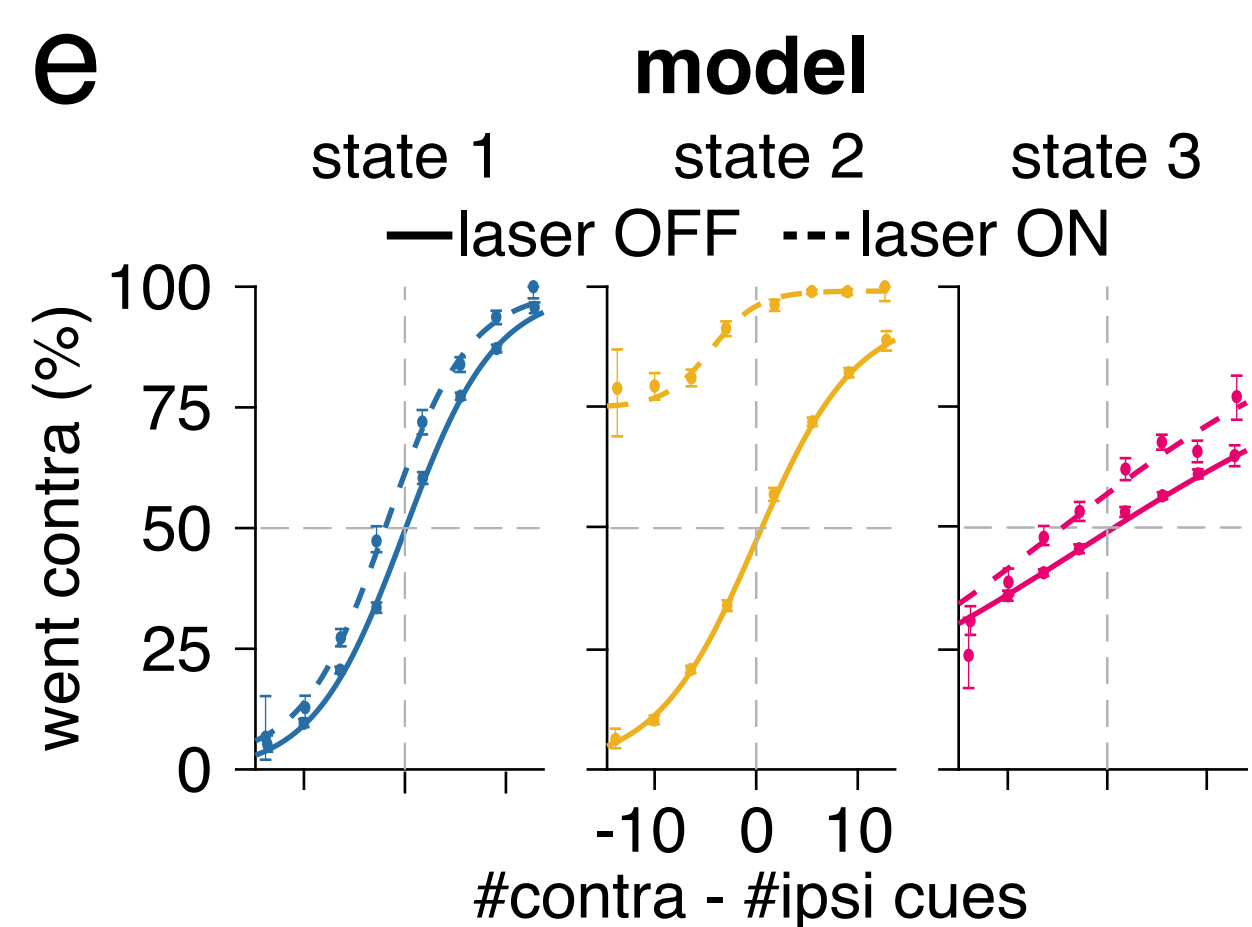 e
model
state 1 state 2 state 3
laser OFF laser ON
went contra (%)
100
75
50
25
0
-10 0 10
#contra - #ipsi cues